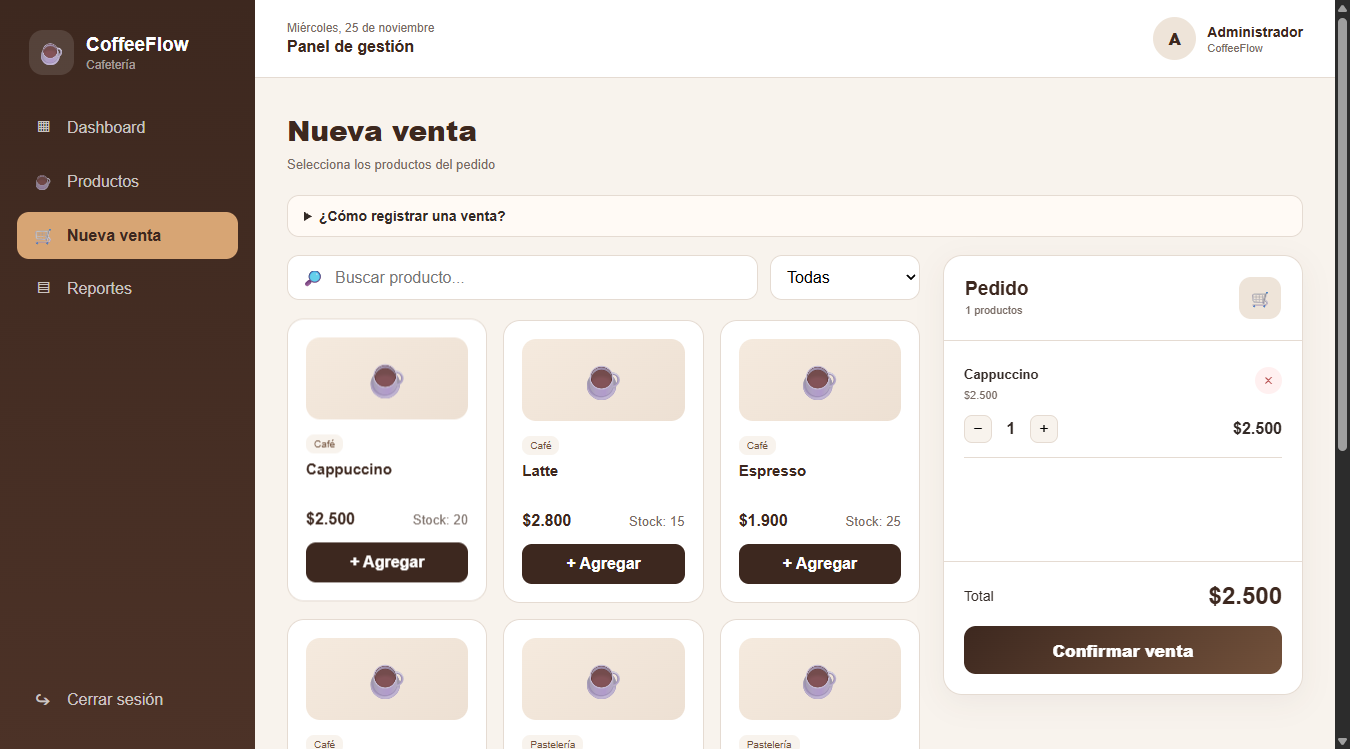 CoffeeFlow
Cafetería
Dashboard
Productos
Nueva venta
Reportes
Cerrar sesión
Miércoles, 25 de noviembre
Panel de gestión
A
Administrador
CoffeeFlow
Nueva venta
Selecciona los productos del pedido
¿Cómo registrar una venta?
Buscar producto...
Todas
Café
Cappuccino
$2.500 Stock: 20
+ Agregar
Café
Latte
$2.800 Stock: 15
+ Agregar
Café
Espresso
$1.900 Stock: 25
+ Agregar
Café
Pastelería
Pastelería
Pedido
1 productos
Cappuccino
$2.500
×
− 1 + $2.500
Total $2.500
Confirmar venta